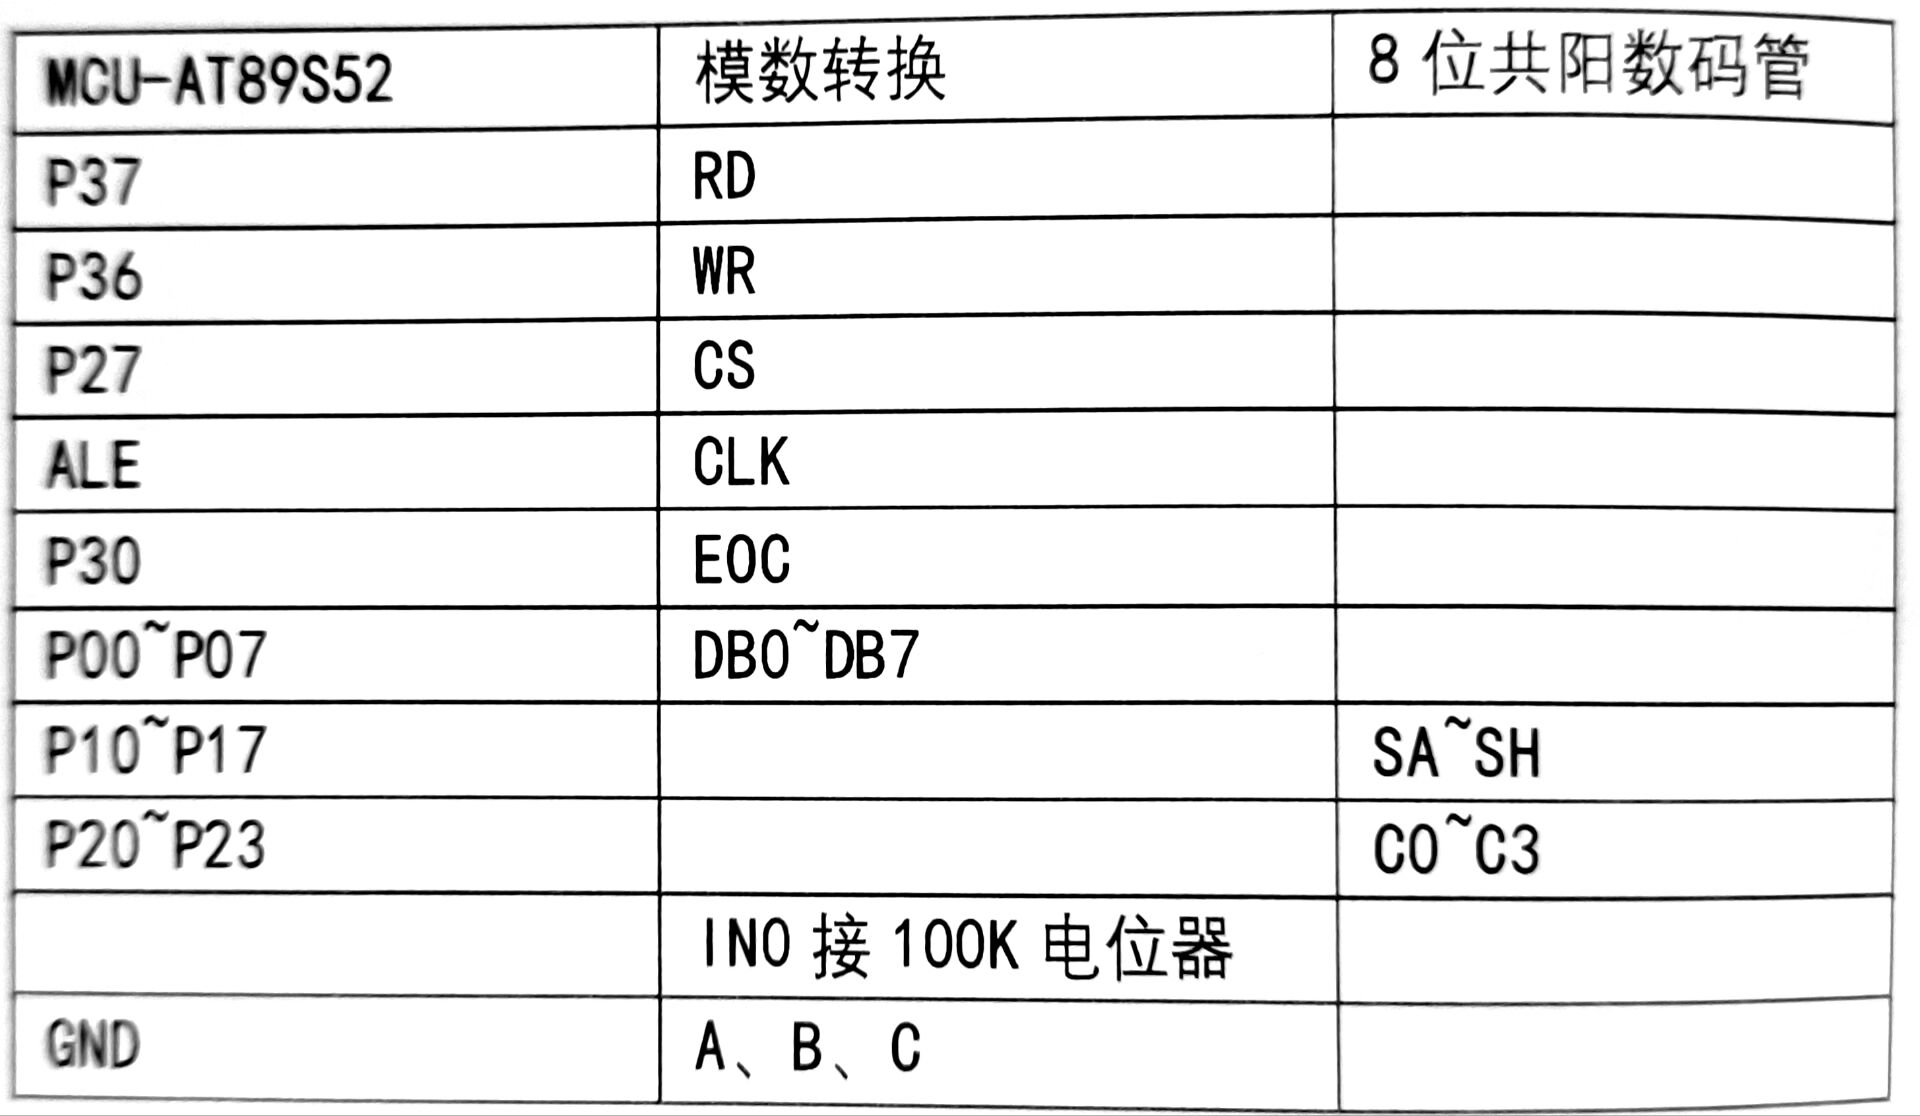 MCU-AT89S52 模数转换 8 位共阳数码管
P37 RD
P36 WR
P27 CS
ALE CLK
P30 EOC
P00~P07 DB0~DB7
P10~P17 SA~SH
P20~P23 C0~C3
IN0 接 100K 电位器
GND A、B、C